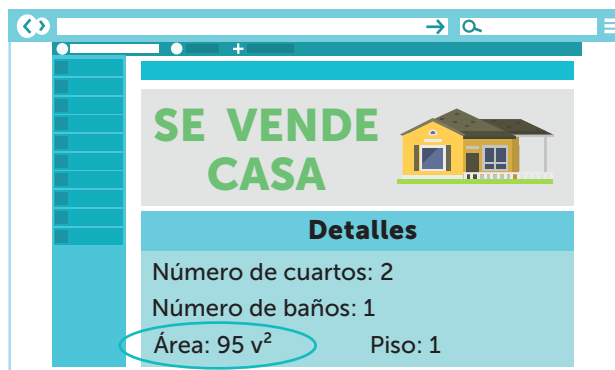 SE VENDE
CASA
Detalles
Número de cuartos: 2
Número de baños: 1
Área: 95 v²
Piso: 1